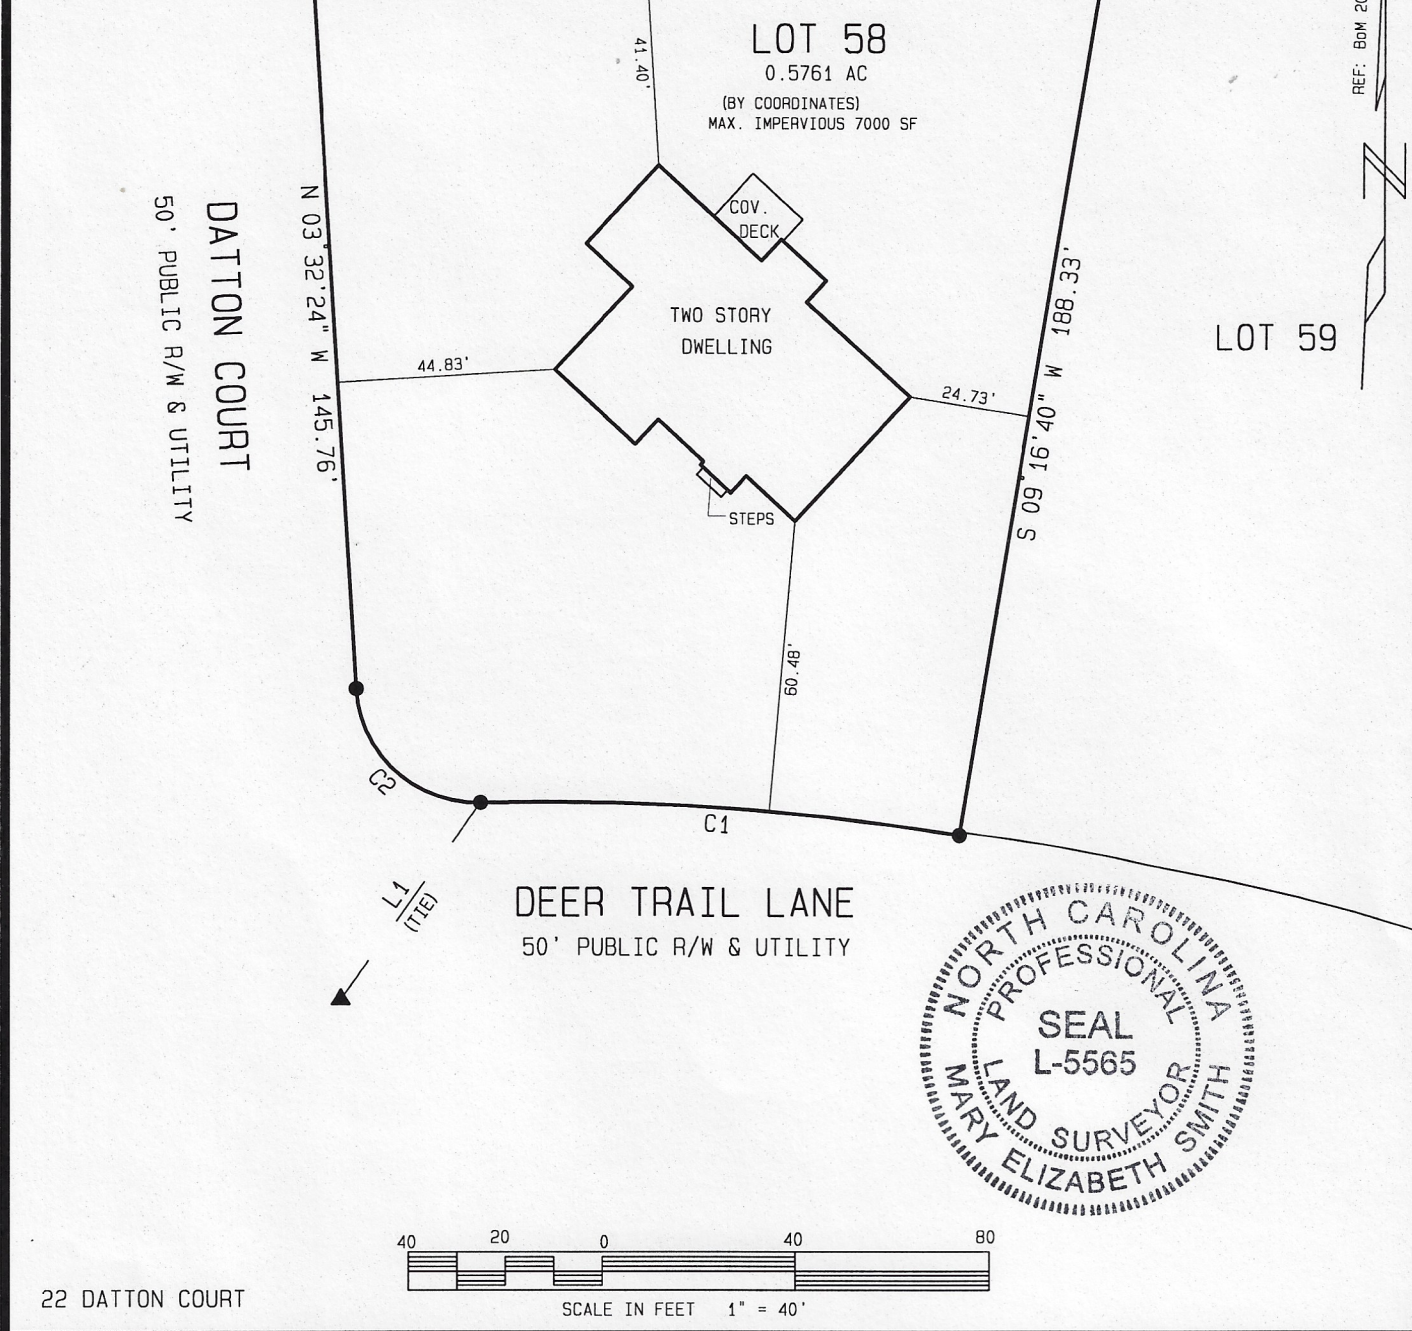 LOT 58
0.5761 AC
(BY COORDINATES)
MAX. IMPERVIOUS 7000 SF
41.40'
REF: BOM
N
COV.
DECK
TWO STORY
DWELLING
STEPS
44.83'
24.73'
60.48'
N 03°32'24" W 145.76'
DATTON COURT
50' PUBLIC R/W & UTILITY
S 09°16'40" W 188.33'
LOT 59
C2
C1
L1
(TIE)
DEER TRAIL LANE
50' PUBLIC R/W & UTILITY
NORTH CAROLINA
PROFESSIONAL
SEAL
L-5565
LAND SURVEYOR
MARY ELIZABETH SMITH
40 20 0 40 80
SCALE IN FEET 1" = 40'
22 DATTON COURT